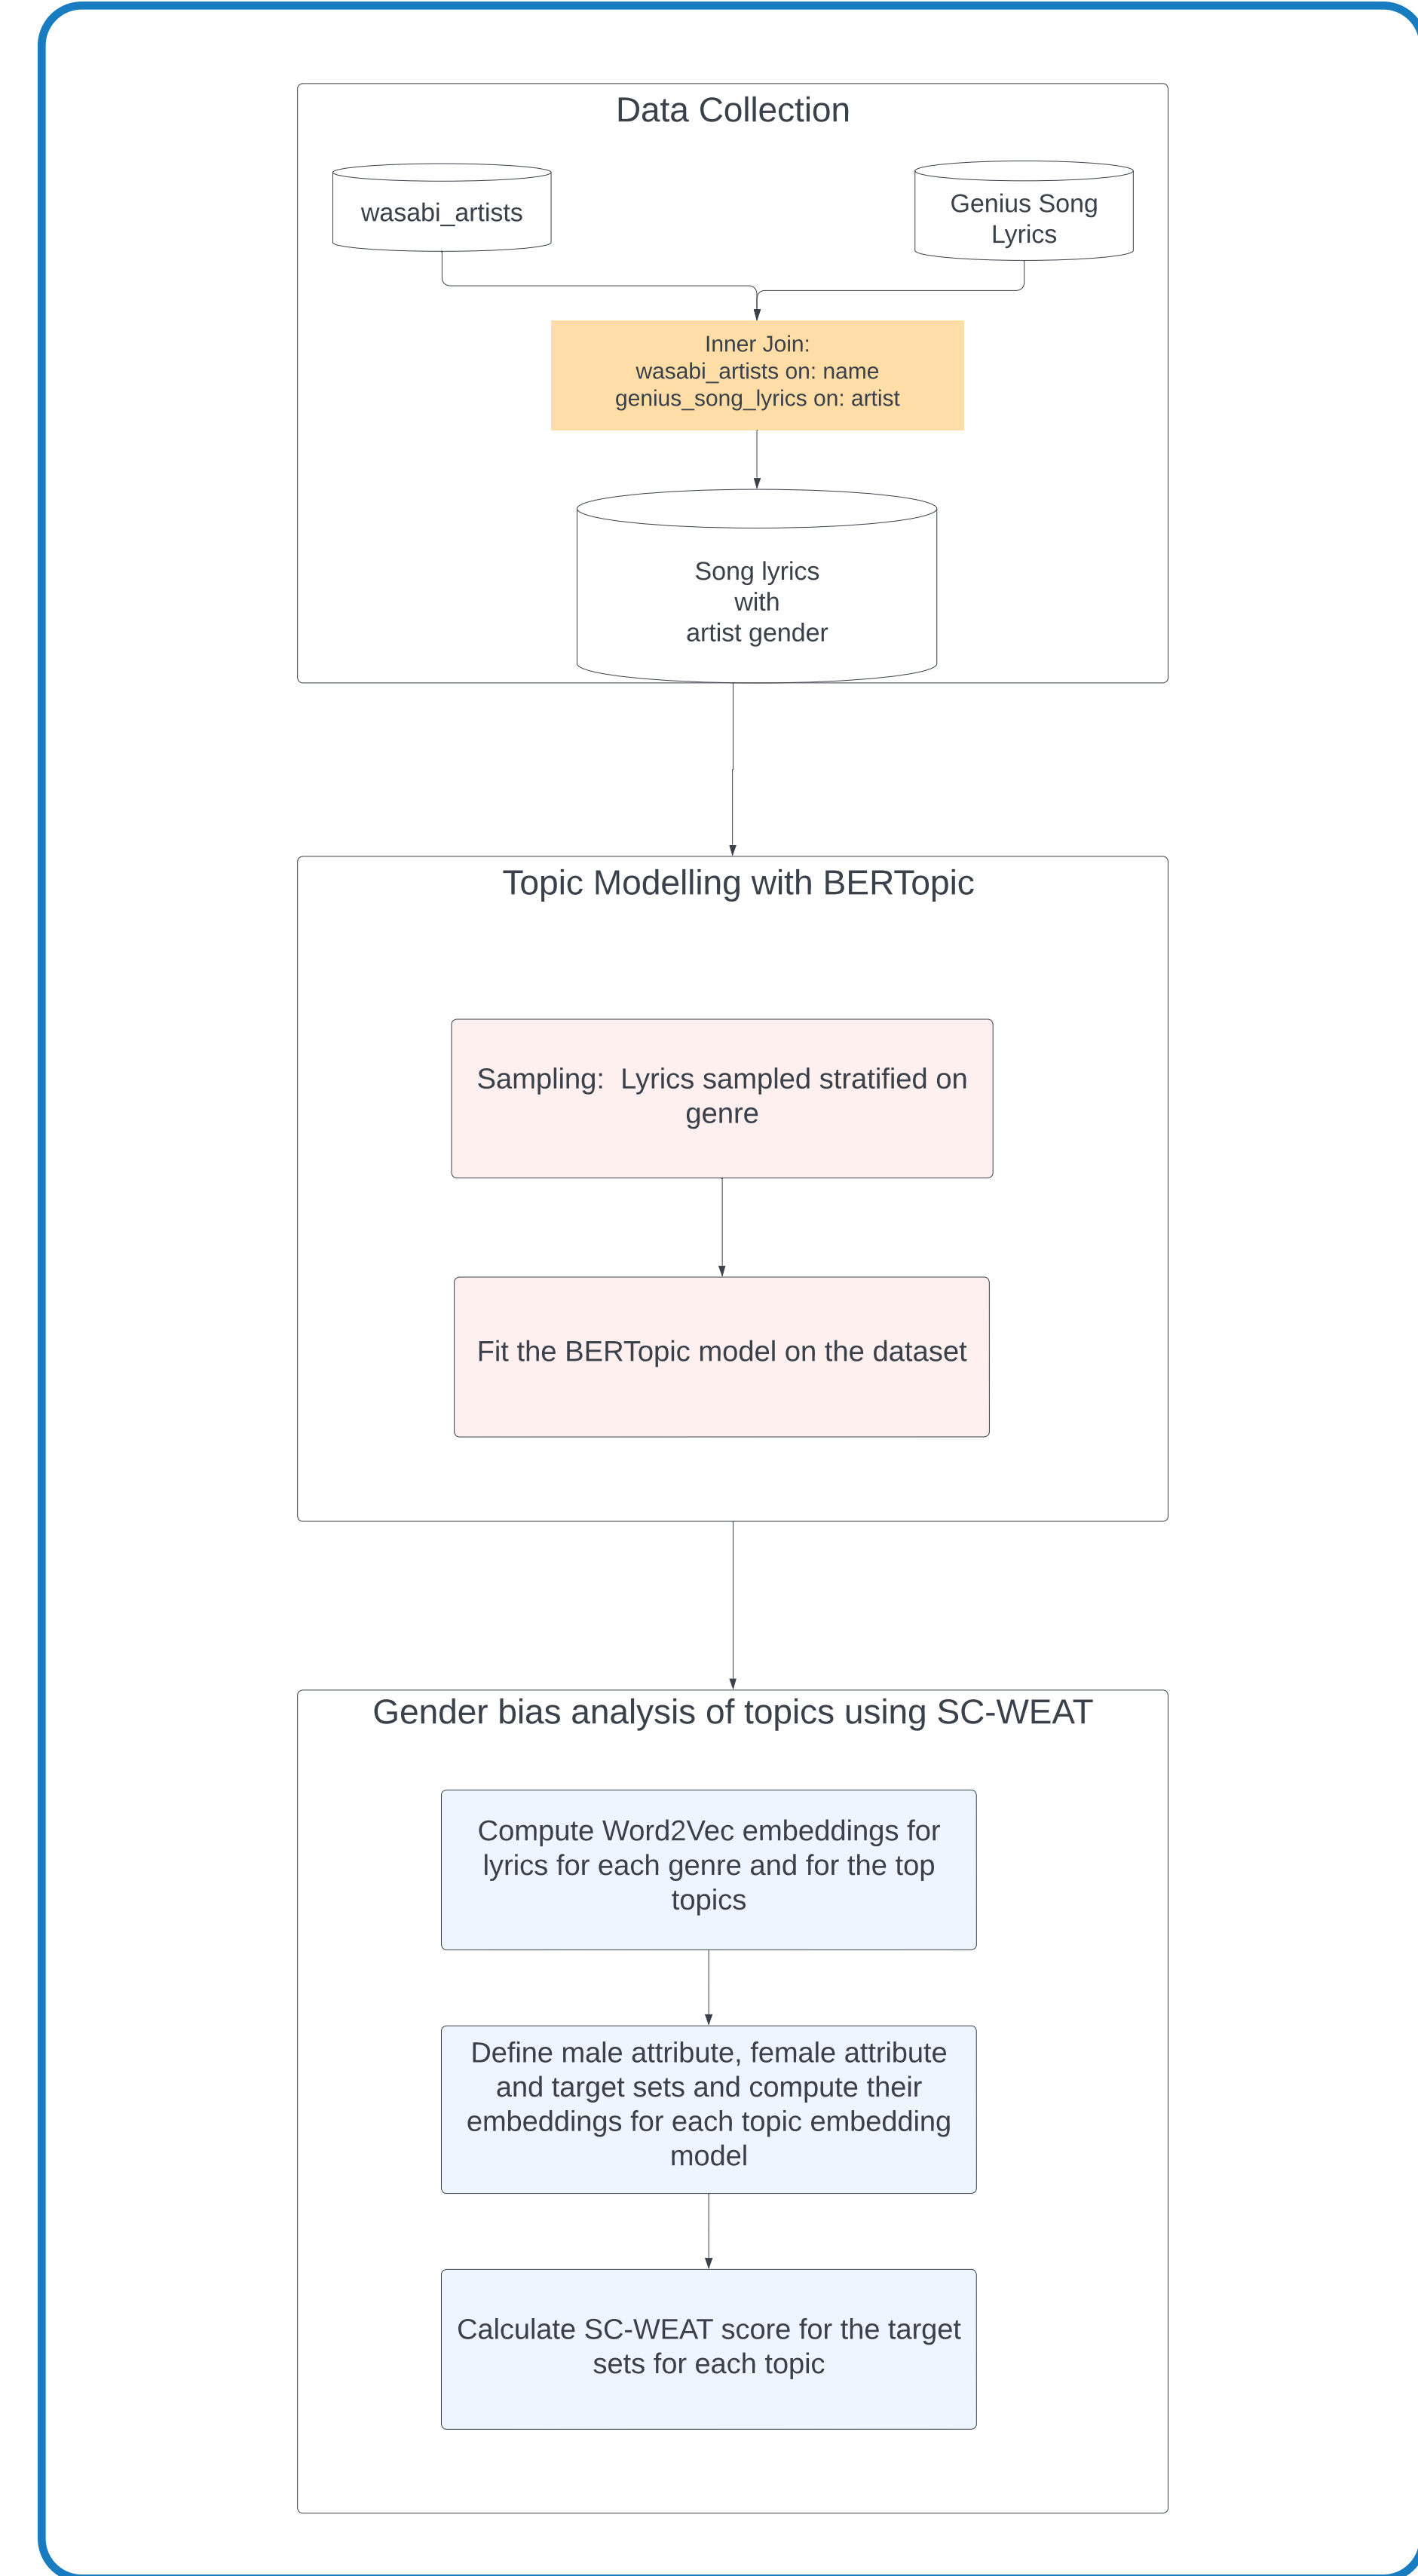 Data Collection
wasabi_artists
Genius Song
Lyrics
Inner Join:
wasabi_artists on: name
genius_song_lyrics on: artist
Song lyrics
with
artist gender
Topic Modelling with BERTopic
Sampling:  Lyrics sampled stratified on
genre
Fit the BERTopic model on the dataset
Gender bias analysis of topics using SC-WEAT
Compute Word2Vec embeddings for
lyrics for each genre and for the top
topics
Define male attribute, female attribute
and target sets and compute their
embeddings for each topic embedding
model
Calculate SC-WEAT score for the target
sets for each topic